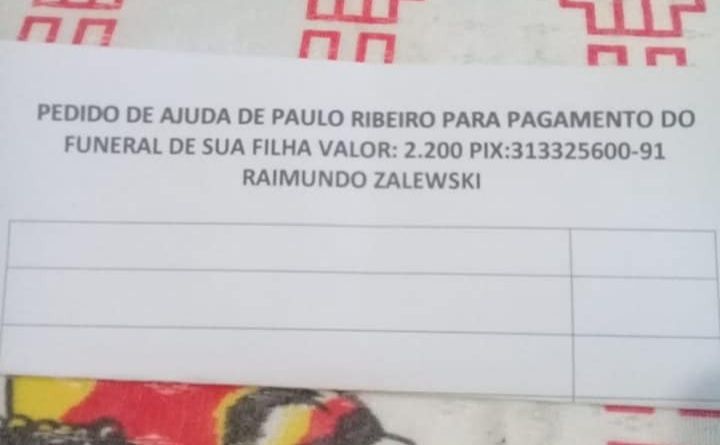 PEDIDO DE AJUDA DE PAULO RIBEIRO PARA PAGAMENTO DO
FUNERAL DE SUA FILHA VALOR: 2.200 PIX:313325600-91
RAIMUNDO ZALEWSKI